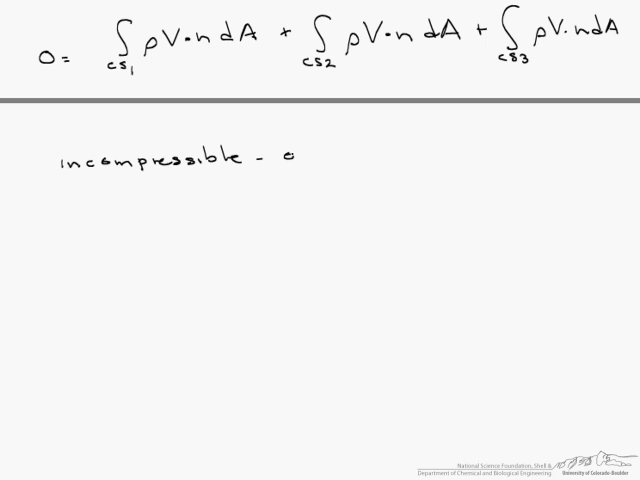 0 = ∫ ρV·n dA + ∫ ρV·n dA + ∫ ρV·n dA
cs1 cs2 cs3
incompressible -
National Science Foundation, Shell &
Department of Chemical and Biological Engineering
University of Colorado-Boulder